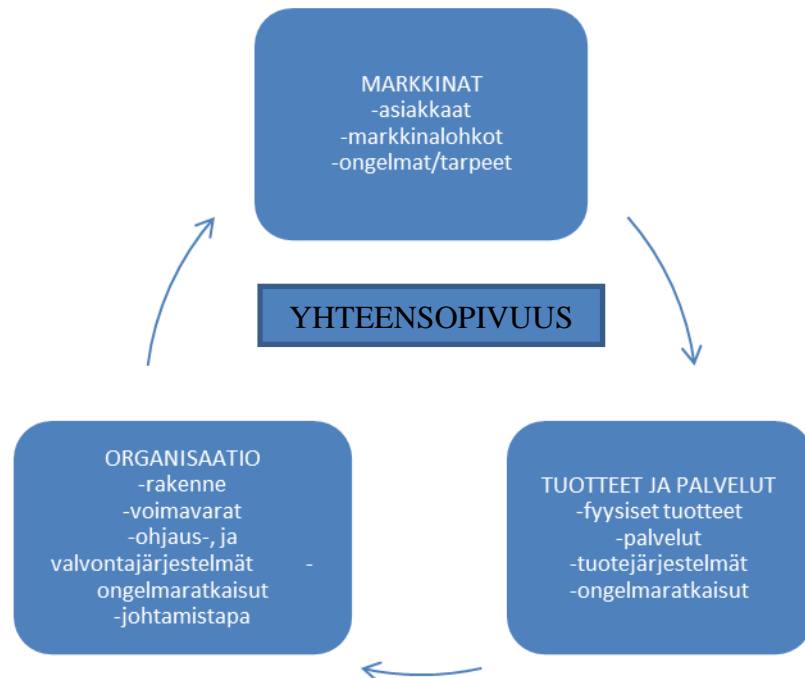 MARKKINAT
-asiakkaat
-markkinalohkot
-ongelmat/tarpeet
YHTEENSOPIVUUS
ORGANISAATIO
-rakenne
-voimavarat
-ohjaus-, ja
valvontajärjestelmät -
ongelmaratkaisut
-johtamistapa
TUOTTEET JA PALVELUT
-fyysiset tuotteet
-palvelut
-tuotejärjestelmät
-ongelmaratkaisut